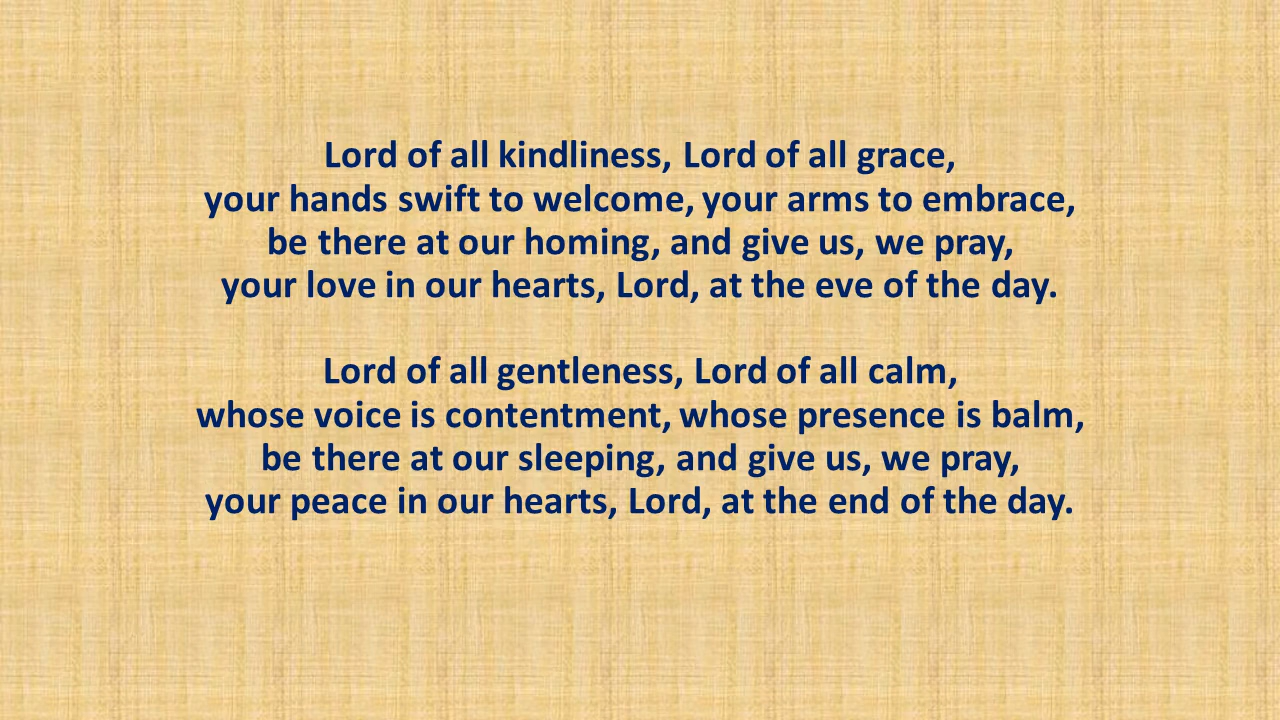 Lord of all kindliness, Lord of all grace,
your hands swift to welcome, your arms to embrace,
be there at our homing, and give us, we pray,
your love in our hearts, Lord, at the eve of the day.
Lord of all gentleness, Lord of all calm,
whose voice is contentment, whose presence is balm,
be there at our sleeping, and give us, we pray,
your peace in our hearts, Lord, at the end of the day.